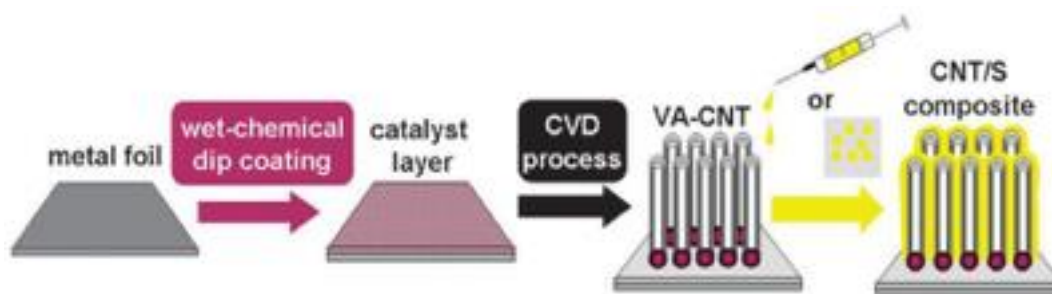 metal foil
wet-chemical
dip coating
catalyst
layer
CVD
process
VA-CNT
or
CNT/S
composite